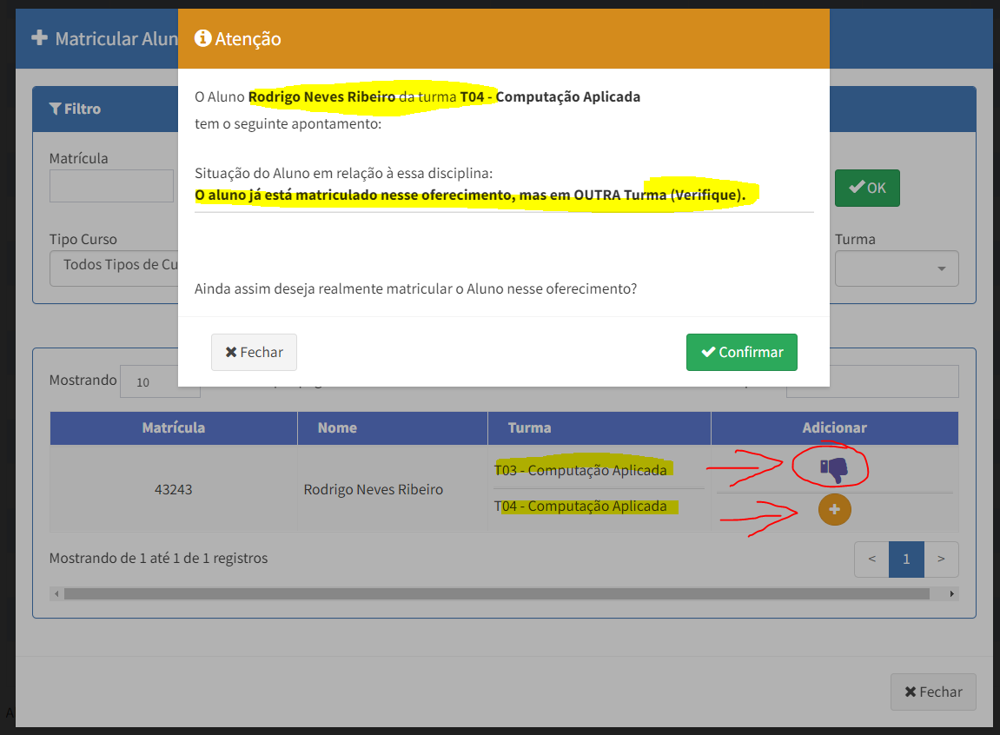 Matricular Alun
Atenção
O Aluno Rodrigo Neves Ribeiro da turma T04 - Computação Aplicada
tem o seguinte apontamento:
Situação do Aluno em relação à essa disciplina:
O aluno já está matriculado nesse oferecimento, mas em OUTRA Turma (Verifique).
Ainda assim deseja realmente matricular o Aluno nesse oferecimento?
Fechar
Confirmar
Filtro
Matrícula
OK
Tipo Curso
Turma
Todos Tipos de Cu
Mostrando 10
Matrícula Nome Turma Adicionar
43243 Rodrigo Neves Ribeiro
T03 - Computação Aplicada
T04 - Computação Aplicada
Mostrando de 1 até 1 de 1 registros
< 1 >
Fechar